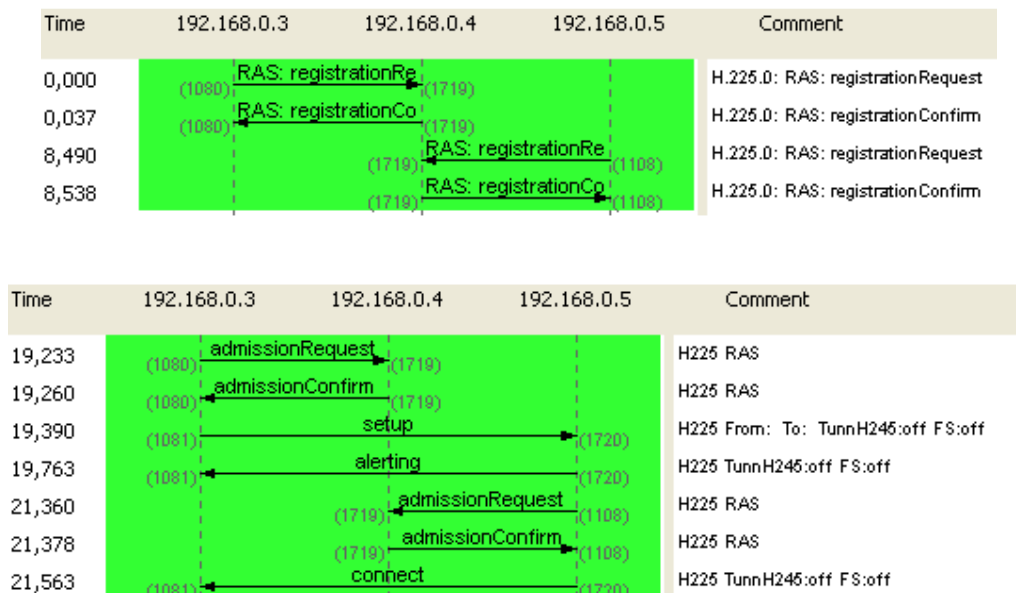 Time 192.168.0.3 192.168.0.4 192.168.0.5 Comment
0,000 (1080) RAS: registrationRe (1719) H.225.0: RAS: registrationRequest
0,037 (1080) RAS: registrationCo (1719) H.225.0: RAS: registrationConfirm
8,490 (1719) RAS: registrationRe (1108) H.225.0: RAS: registrationRequest
8,538 (1719) RAS: registrationCo (1108) H.225.0: RAS: registrationConfirm
Time 192.168.0.3 192.168.0.4 192.168.0.5 Comment
19,233 (1080) admissionRequest (1719) H225 RAS
19,260 (1080) admissionConfirm (1719) H225 RAS
19,390 (1081) setup (1720) H225 From: To: TunnH245:off FS:off
19,763 (1081) alerting (1720) H225 TunnH245:off FS:off
21,360 (1719) admissionRequest (1108) H225 RAS
21,378 (1719) admissionConfirm (1108) H225 RAS
21,563 (1081) connect (1720) H225 TunnH245:off FS:off